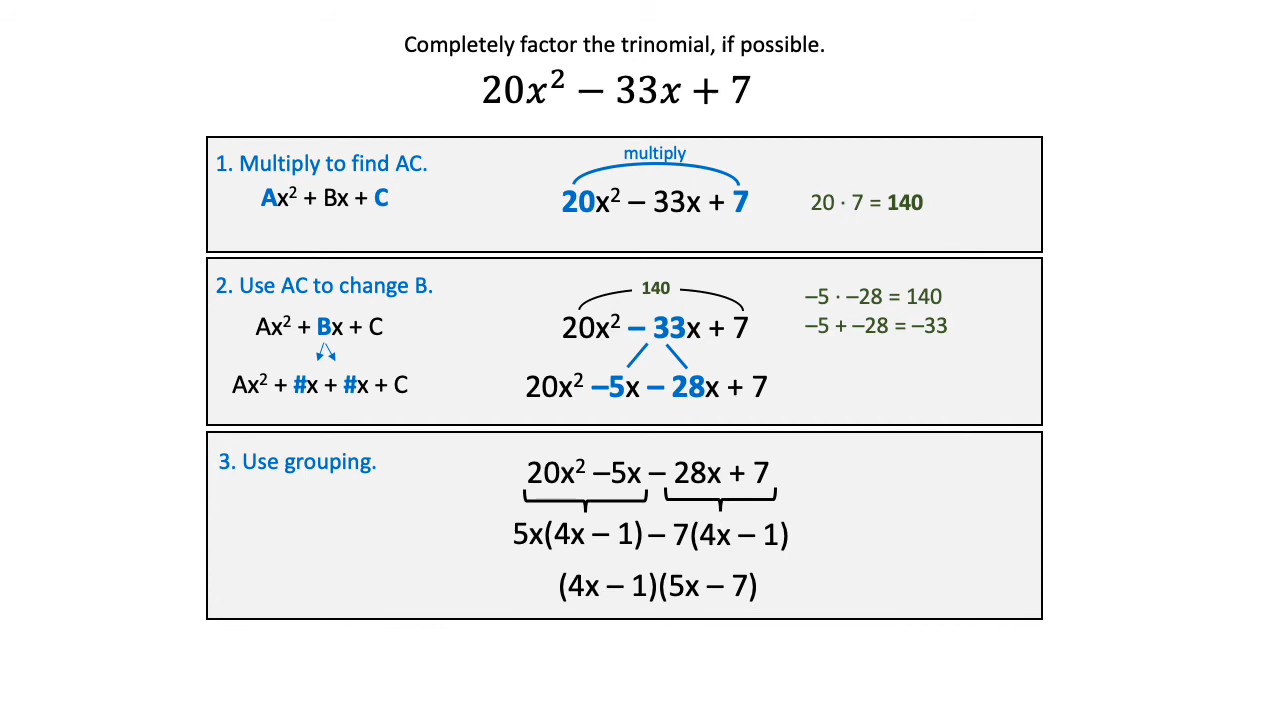 Completely factor the trinomial, if possible.
20x² − 33x + 7
1. Multiply to find AC.
Ax² + Bx + C
multiply
20x² – 33x + 7
20 · 7 = 140
2. Use AC to change B.
Ax² + Bx + C
Ax² + #x + #x + C
140
20x² – 33x + 7
20x² –5x – 28x + 7
–5 · –28 = 140
–5 + –28 = –33
3. Use grouping.
20x² –5x – 28x + 7
5x(4x – 1) – 7(4x – 1)
(4x – 1)(5x – 7)